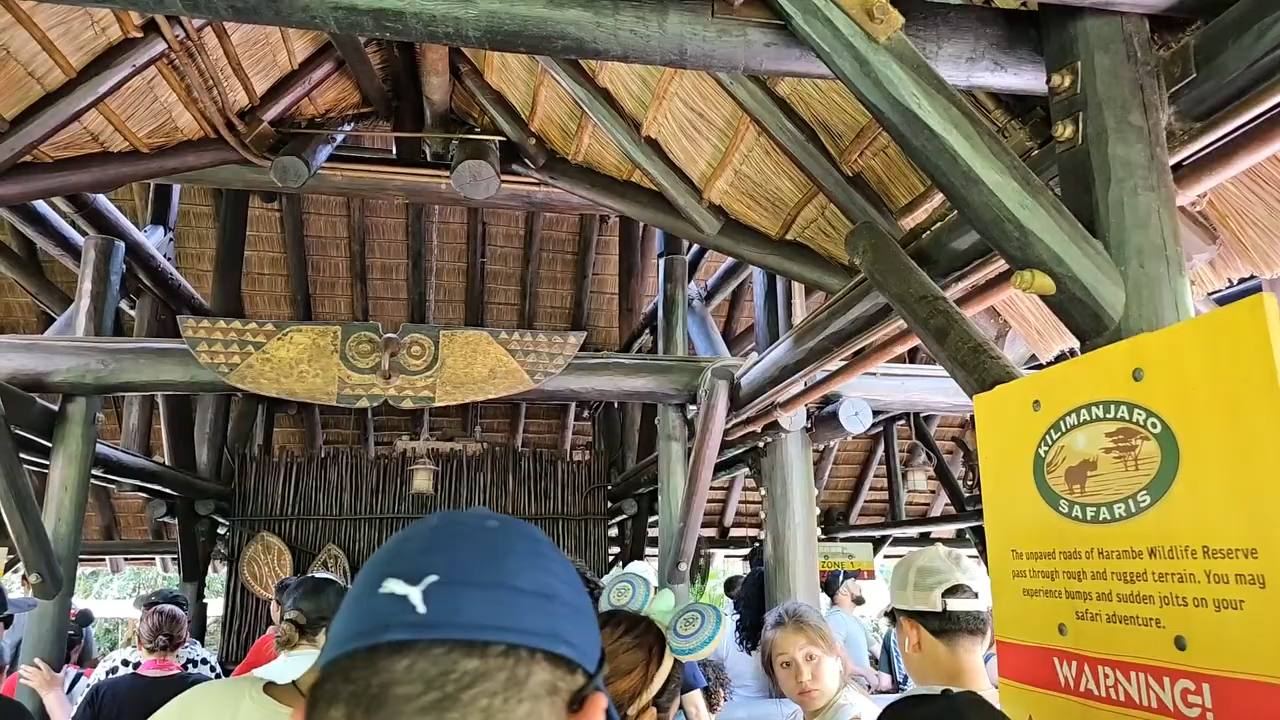 ZONE 1
KILIMANJARO
SAFARIS
The unpaved roads of Harambe Wildlife Reserve
pass through rough and rugged terrain. You may
experience bumps and sudden jolts on your
safari adventure.
WARNING!